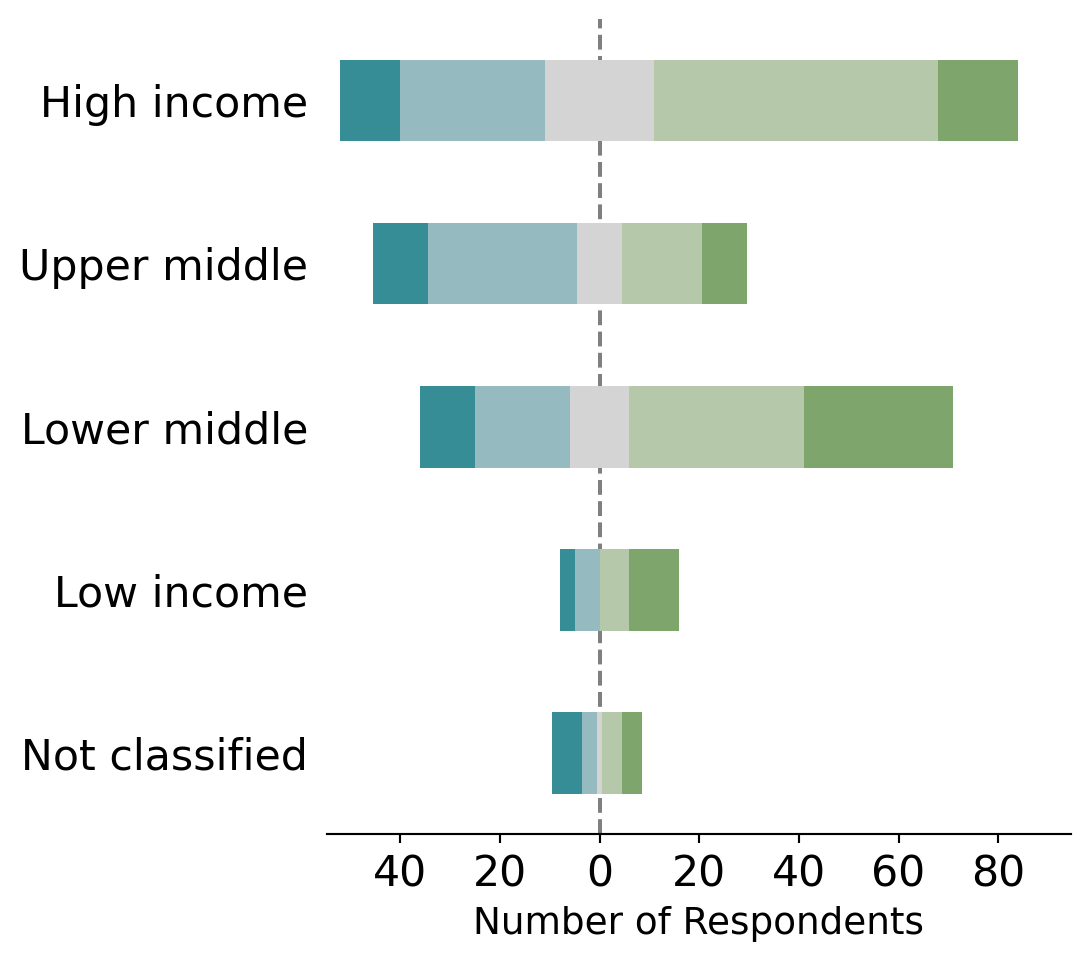 High income
Upper middle
Lower middle
Low income
Not classified
40 20 0 20 40 60 80
Number of Respondents